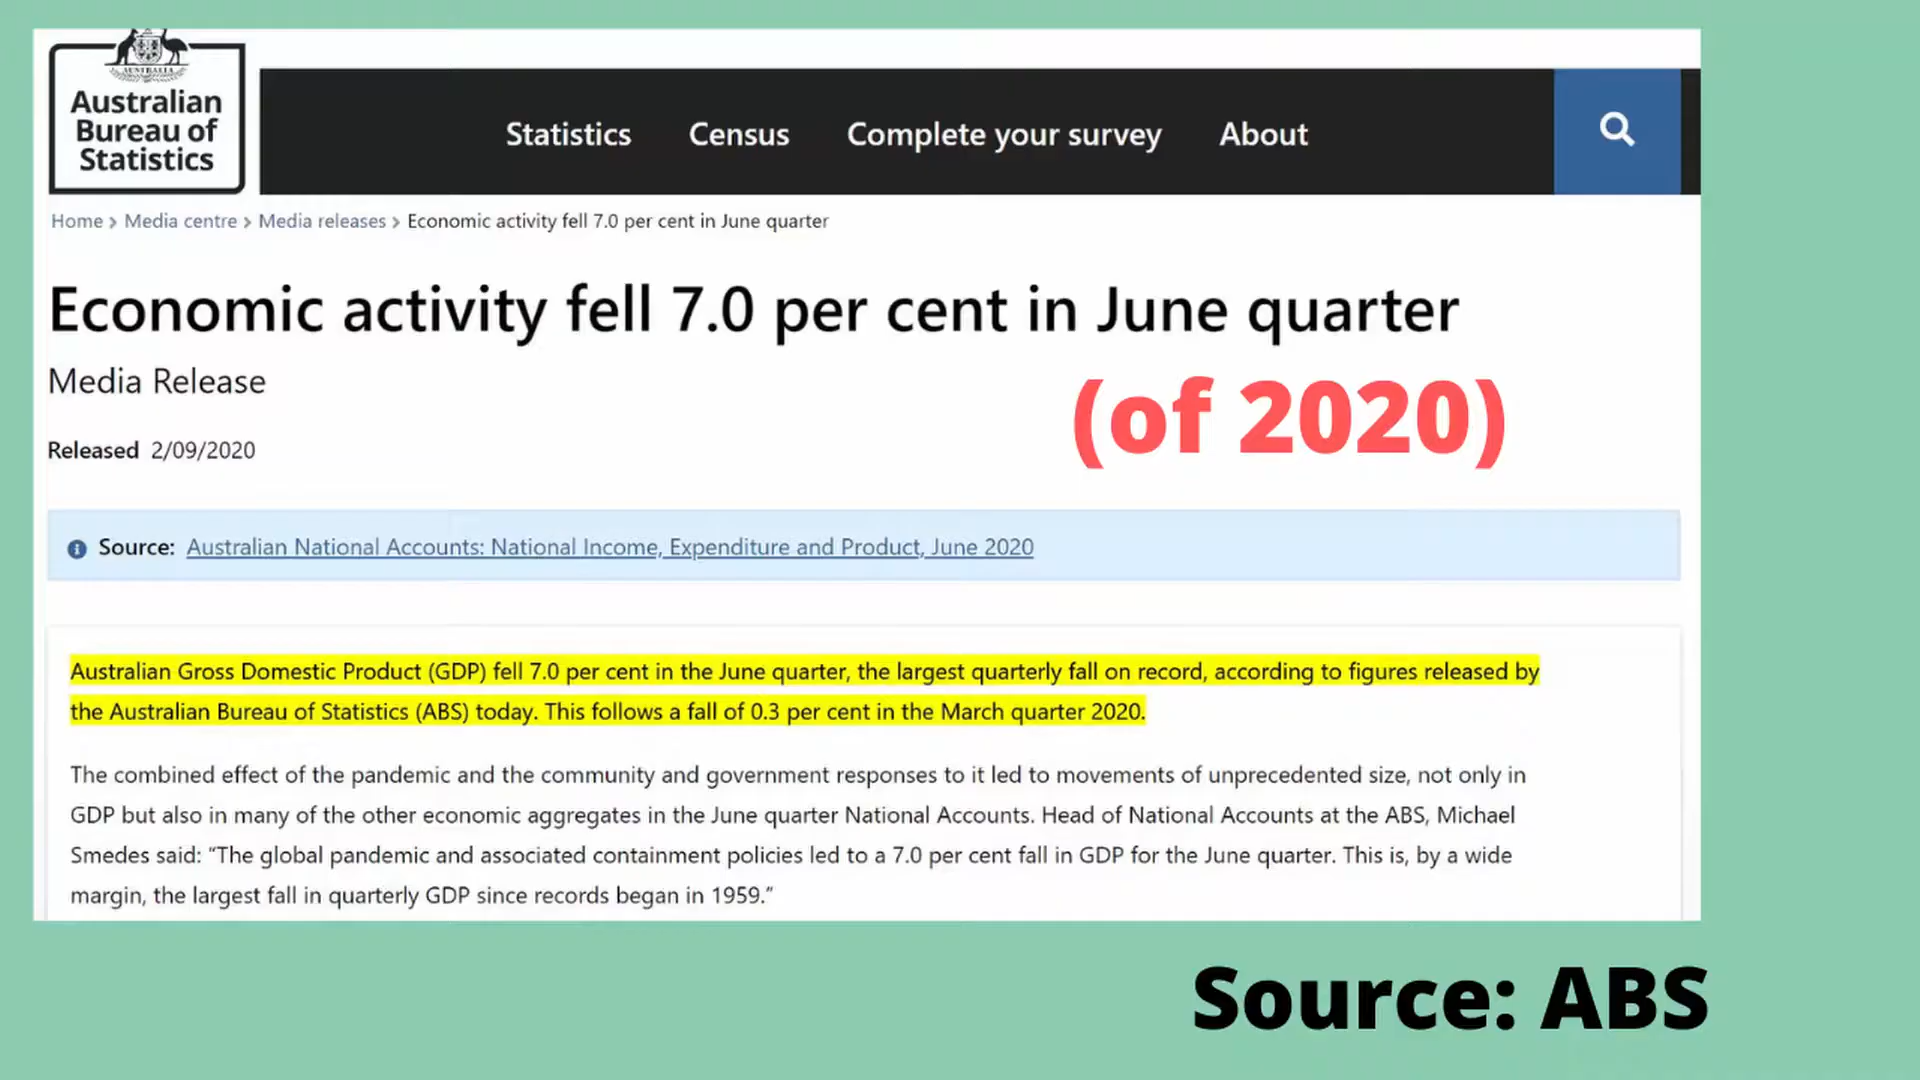 AUSTRALIA
Australian
Bureau of
Statistics
Statistics
Census
Complete your survey
About
Home > Media centre > Media releases > Economic activity fell 7.0 per cent in June quarter
Economic activity fell 7.0 per cent in June quarter
Media Release
(of 2020)
Released 2/09/2020
Source: Australian National Accounts: National Income, Expenditure and Product, June 2020
Australian Gross Domestic Product (GDP) fell 7.0 per cent in the June quarter, the largest quarterly fall on record, according to figures released by
the Australian Bureau of Statistics (ABS) today. This follows a fall of 0.3 per cent in the March quarter 2020.
The combined effect of the pandemic and the community and government responses to it led to movements of unprecedented size, not only in
GDP but also in many of the other economic aggregates in the June quarter National Accounts. Head of National Accounts at the ABS, Michael
Smedes said: “The global pandemic and associated containment policies led to a 7.0 per cent fall in GDP for the June quarter. This is, by a wide
margin, the largest fall in quarterly GDP since records began in 1959.”
Source: ABS